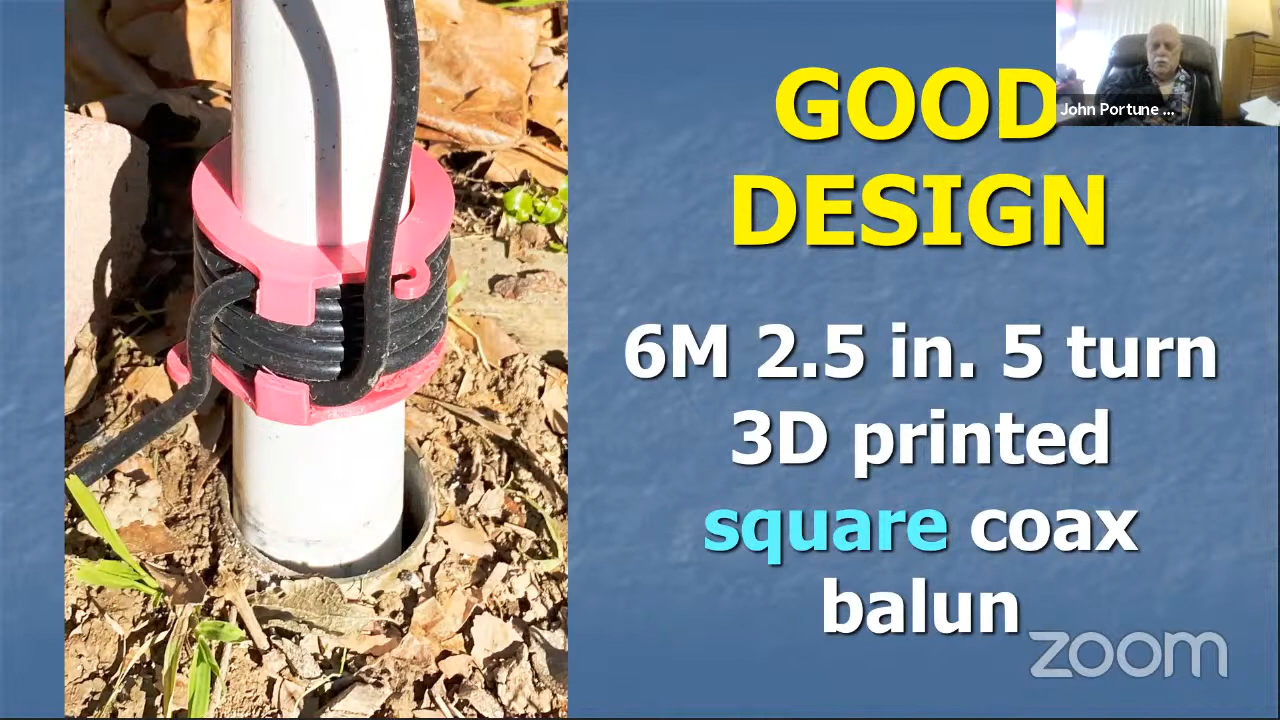 GOOD
DESIGN
John Portune ...
6M 2.5 in. 5 turn
3D printed
square coax
balun
zoom